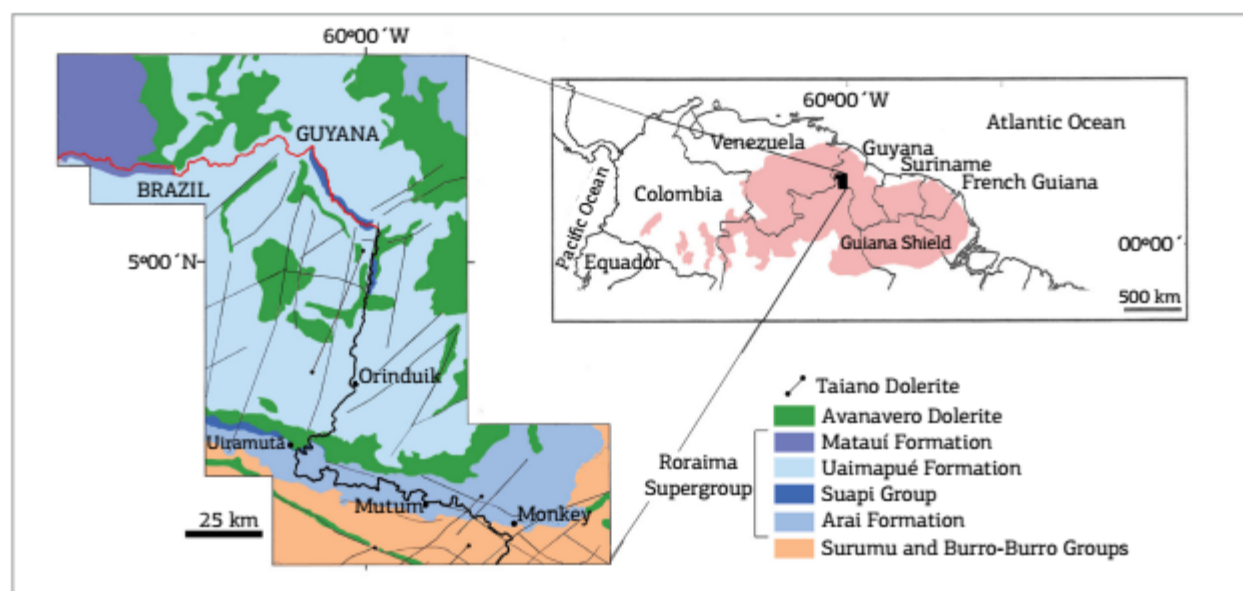 60º00´W
GUYANA
BRAZIL
5º00´N
Orinduik
Uiramutã
Mutum
Monkey
25 km
60º00´W
Atlantic Ocean
Venezuela
Guyana
Suriname
French Guiana
Colombia
Pacific Ocean
Guiana Shield
00º00´
Equador
500 km
Taiano Dolerite
Avanavero Dolerite
Matauí Formation
Uaimapué Formation
Roraima
Supergroup
Suapi Group
Arai Formation
Surumu and Burro-Burro Groups